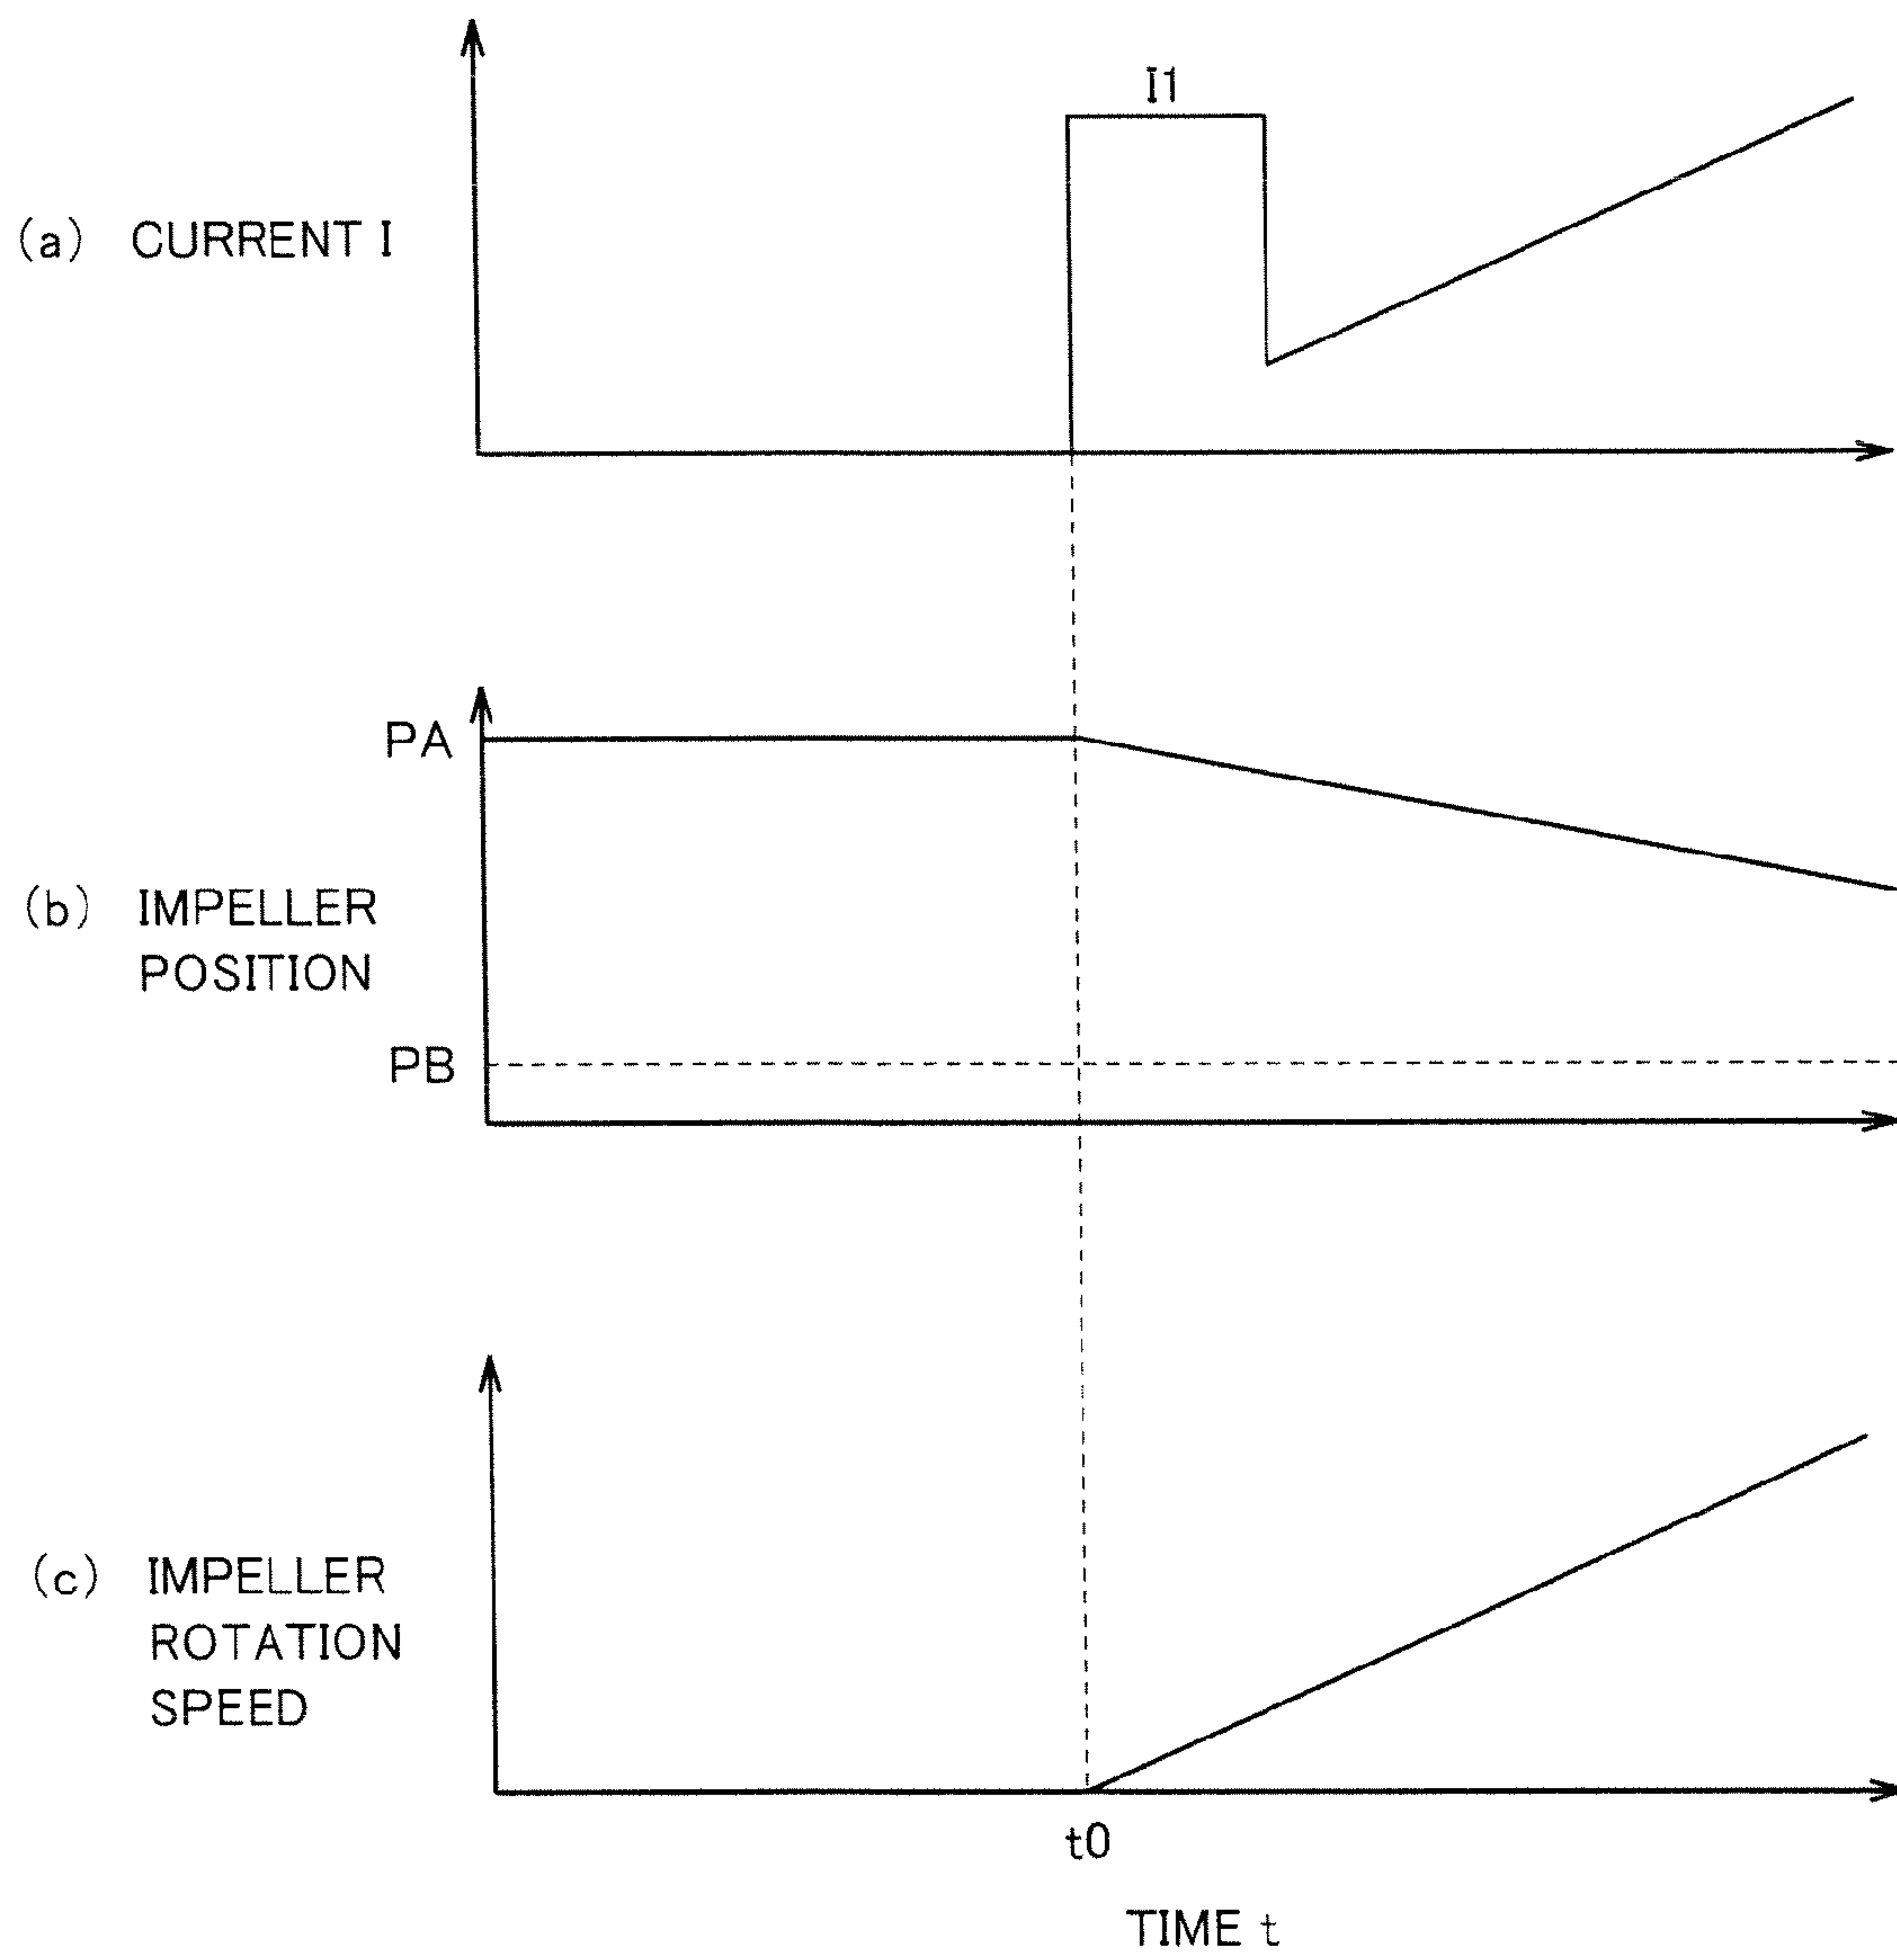 I1
(a) CURRENT I
PA
(b) IMPELLER
POSITION
PB
(c) IMPELLER
ROTATION
SPEED
t0
TIME t